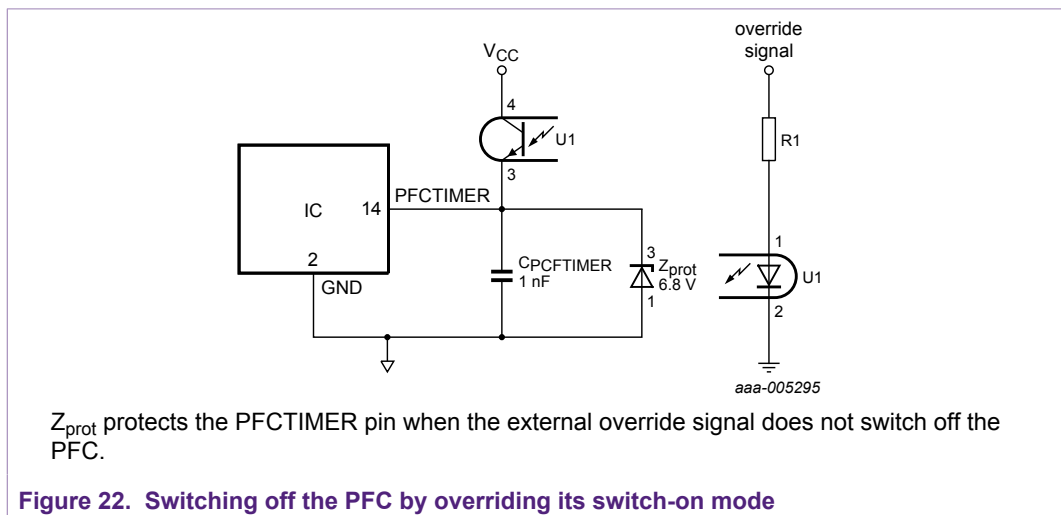 override
signal
VCC
4
U1
R1
3
PFCTIMER
IC
14
1
3
2
CPCFTIMER
1 nF
Zprot
6.8 V
U1
GND
1
2
aaa-005295
Zprot protects the PFCTIMER pin when the external override signal does not switch off the
PFC.
Figure 22. Switching off the PFC by overriding its switch-on mode